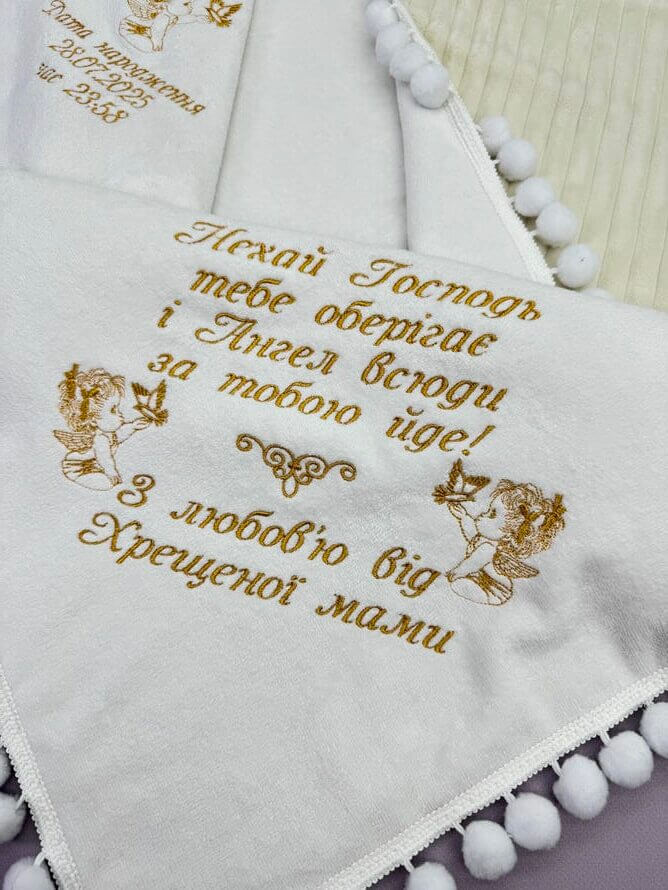 Дата народження
28.07.2025
час 23:58
Нехай Господь
тебе оберігає
і Ангел всюди
за тобою йде!
З любов'ю від
Хрещеної мами